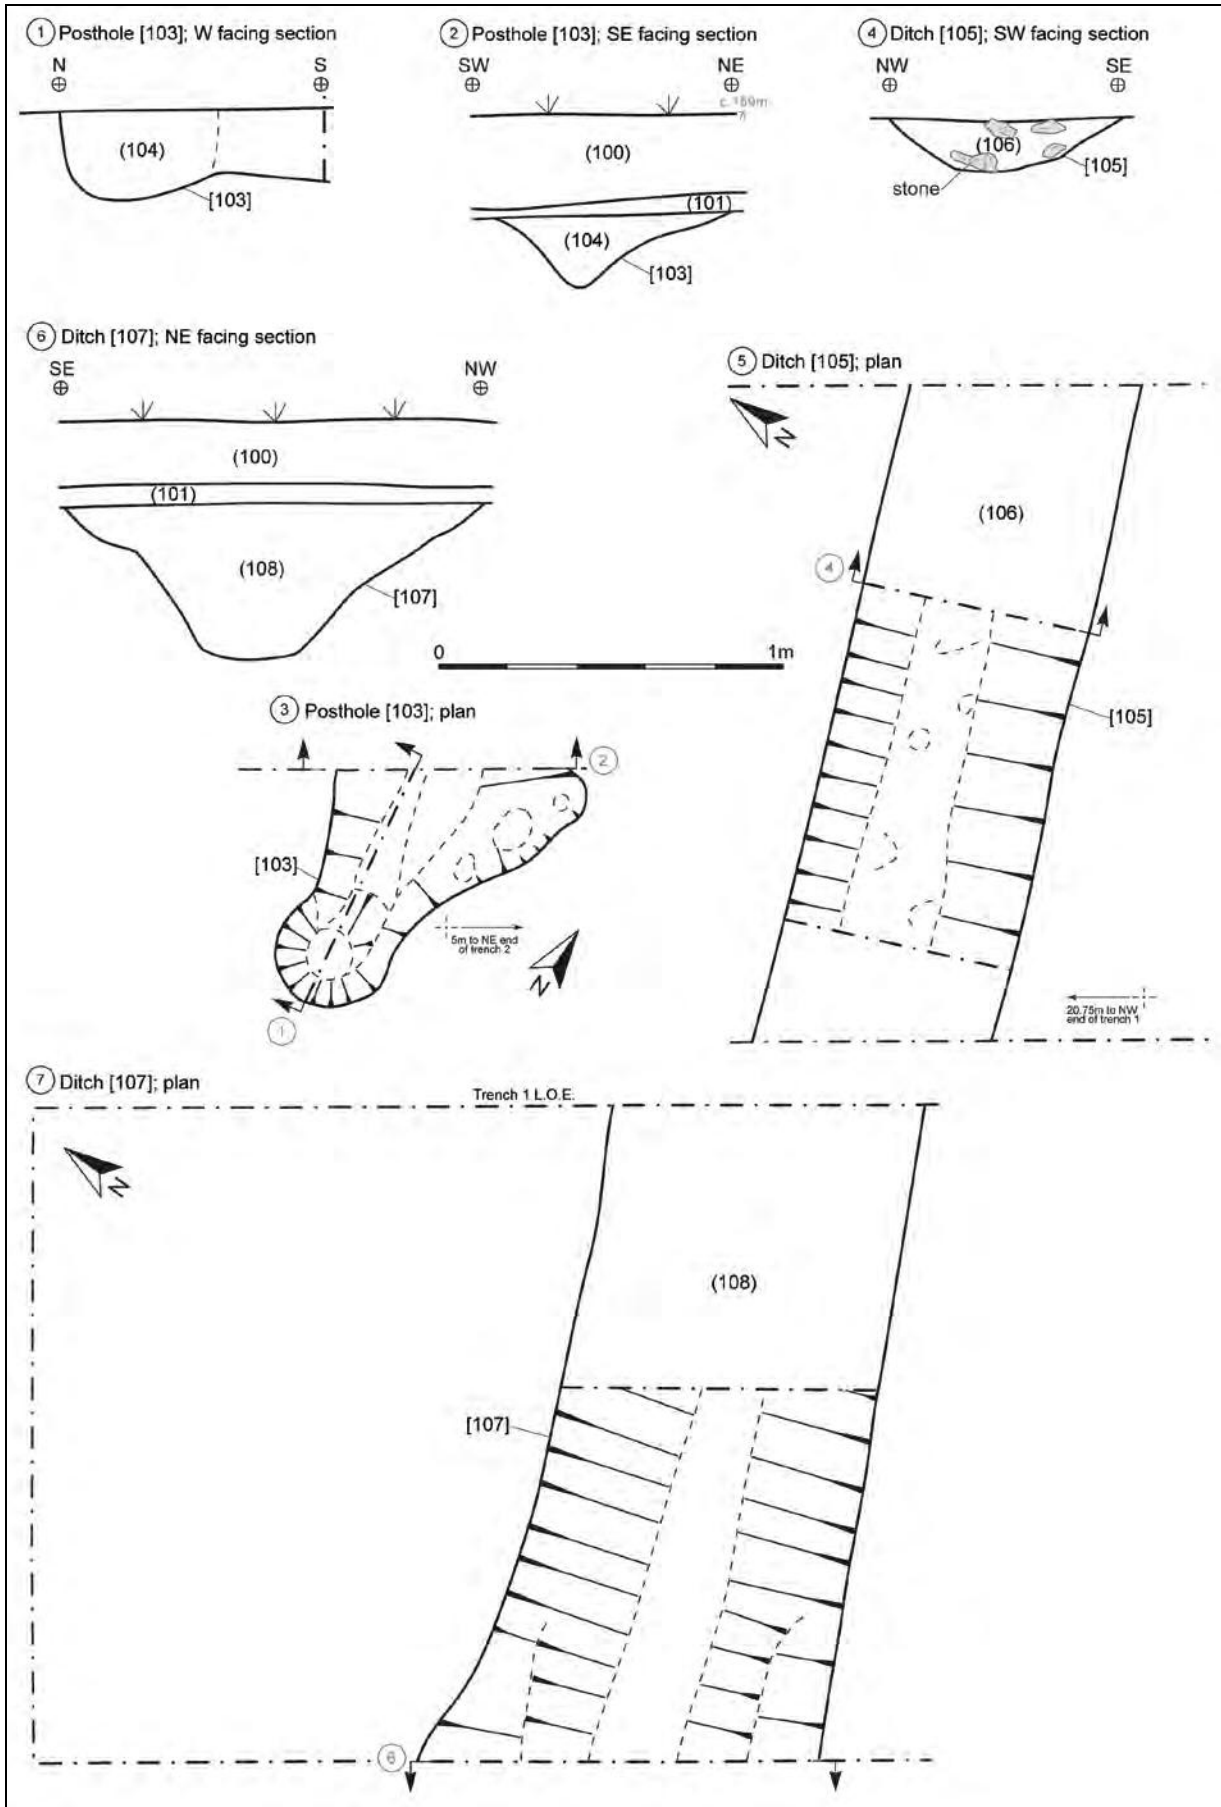 1 Posthole [103]; W facing section
N S
(104)
[103]
2 Posthole [103]; SE facing section
SW NE
c.159m
(100)
(101)
(104)
[103]
4 Ditch [105]; SW facing section
NW SE
(106)
[105]
stone
6 Ditch [107]; NE facing section
SE NW
(100)
(101)
(108)
[107]
0 1m
5 Ditch [105]; plan
N
(106)
4
[105]
20.75m to NW
end of trench 1
3 Posthole [103]; plan
2
[103]
5m to NE end
of trench 2
N
1
7 Ditch [107]; plan
Trench 1 L.O.E.
N
(108)
[107]
6